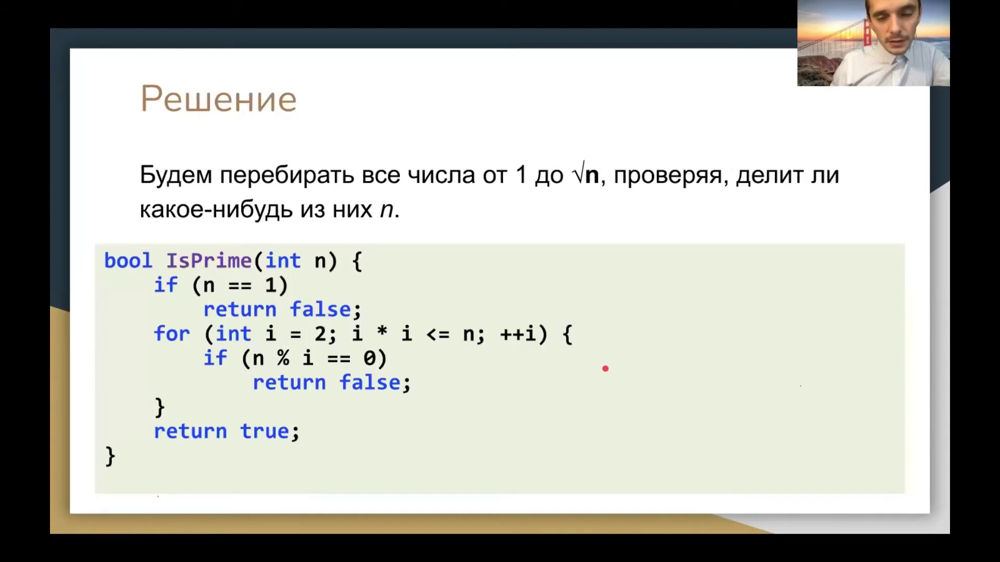 Решение
Будем перебирать все числа от 1 до √n, проверяя, делит ли
какое-нибудь из них n.
bool IsPrime(int n) {
    if (n == 1)
        return false;
    for (int i = 2; i * i <= n; ++i) {
        if (n % i == 0)
            return false;
    }
    return true;
}